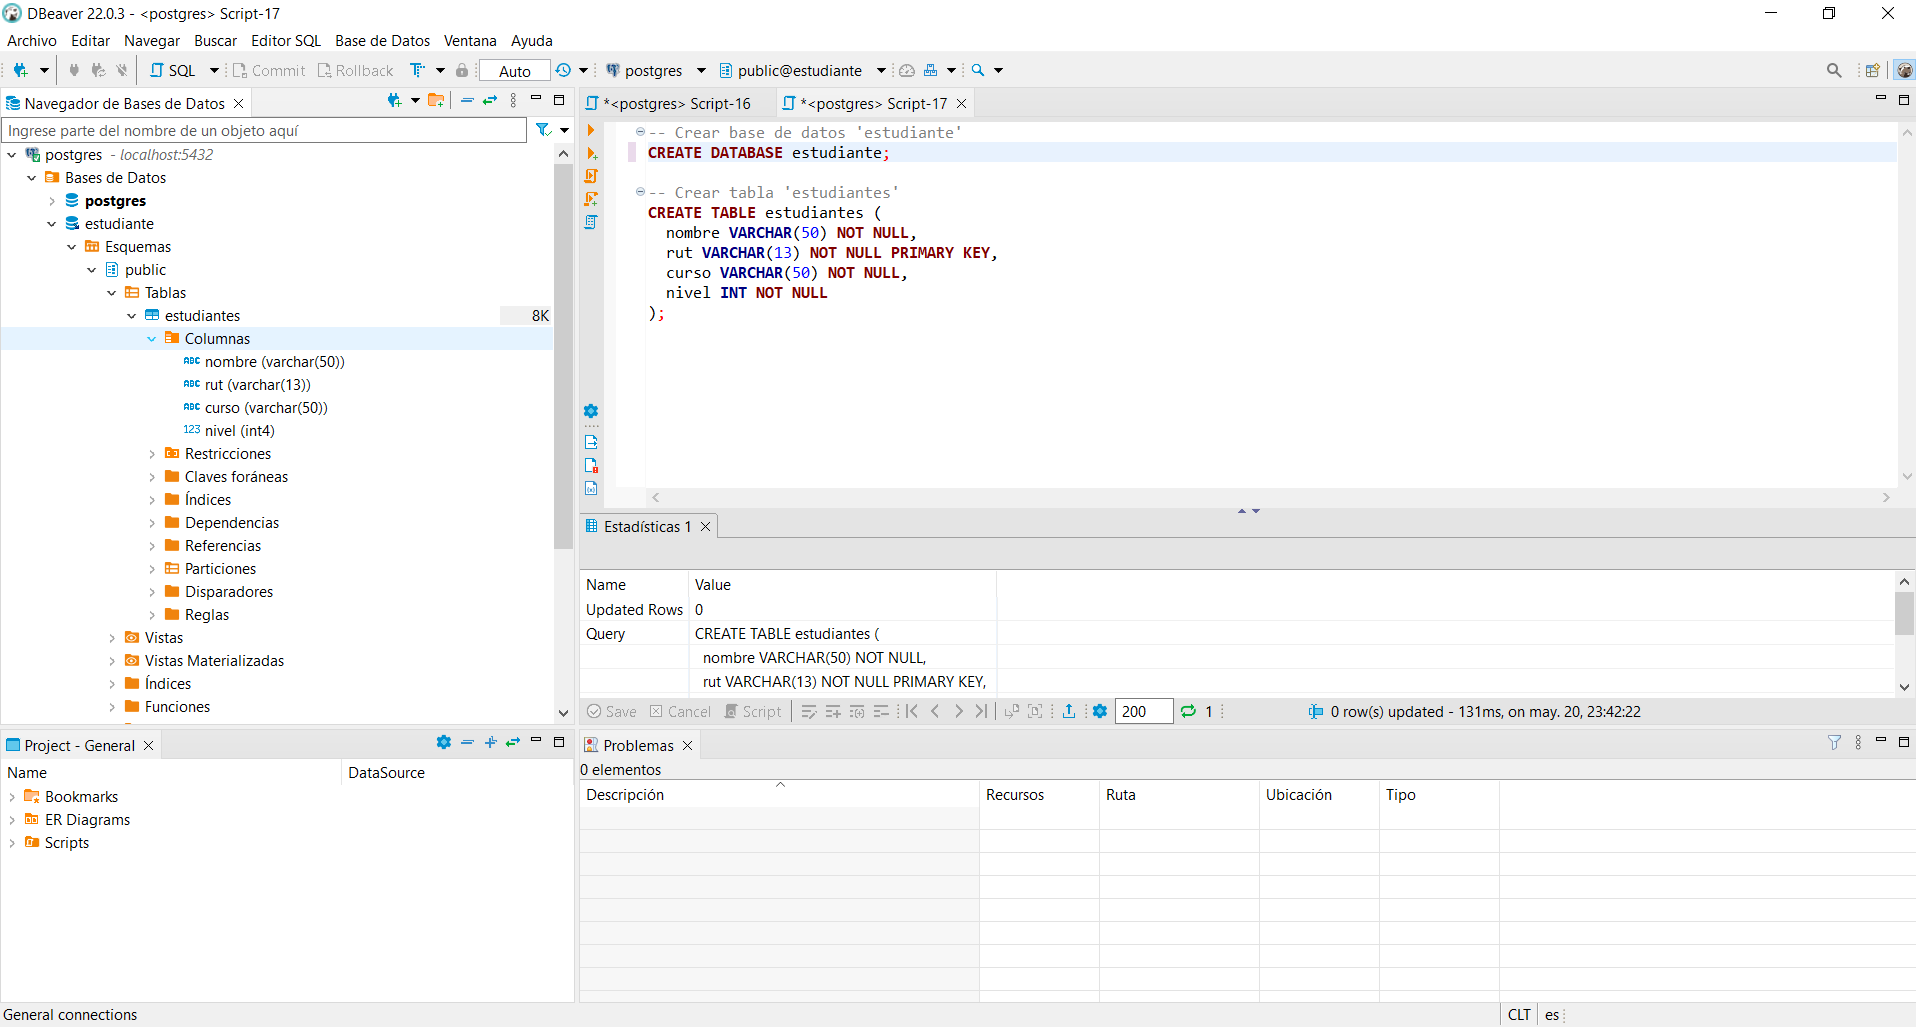 DBeaver 22.0.3 - <postgres> Script-17
Archivo Editar Navegar Buscar Editor SQL Base de Datos Ventana Ayuda
SQL Commit Rollback Auto postgres public@estudiante
Navegador de Bases de Datos
Ingrese parte del nombre de un objeto aquí
postgres - localhost:5432
Bases de Datos
postgres
estudiante
Esquemas
public
Tablas
estudiantes 8K
Columnas
ABC nombre (varchar(50))
ABC rut (varchar(13))
ABC curso (varchar(50))
123 nivel (int4)
Restricciones
Claves foráneas
Índices
Dependencias
Referencias
Particiones
Disparadores
Reglas
Vistas
Vistas Materializadas
Índices
Funciones
Project - General
Name DataSource
Bookmarks
ER Diagrams
Scripts
*<postgres> Script-16 *<postgres> Script-17
-- Crear base de datos 'estudiante'
CREATE DATABASE estudiante;
-- Crear tabla 'estudiantes'
CREATE TABLE estudiantes (
nombre VARCHAR(50) NOT NULL,
rut VARCHAR(13) NOT NULL PRIMARY KEY,
curso VARCHAR(50) NOT NULL,
nivel INT NOT NULL
);
Estadísticas 1
Name Value
Updated Rows 0
Query CREATE TABLE estudiantes (
nombre VARCHAR(50) NOT NULL,
rut VARCHAR(13) NOT NULL PRIMARY KEY,
Save Cancel Script 200 1 0 row(s) updated - 131ms, on may. 20, 23:42:22
Problemas
0 elementos
Descripción Recursos Ruta Ubicación Tipo
General connections CLT es